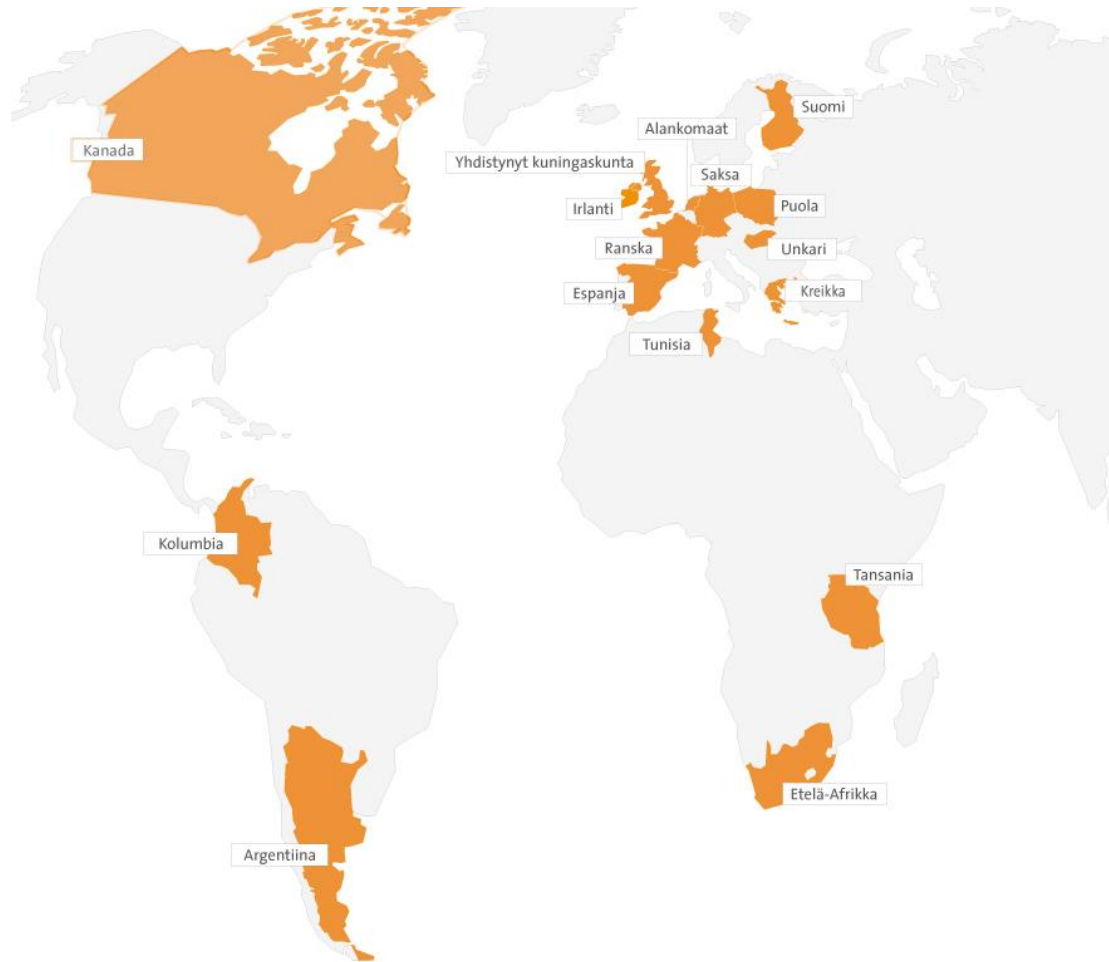 Suomi
Alankomaat
Kanada
Yhdistynyt kuningaskunta
Saksa
Irlanti
Puola
Ranska
Unkari
Espanja
Kreikka
Tunisia
Kolumbia
Tansania
Etelä-Afrikka
Argentiina